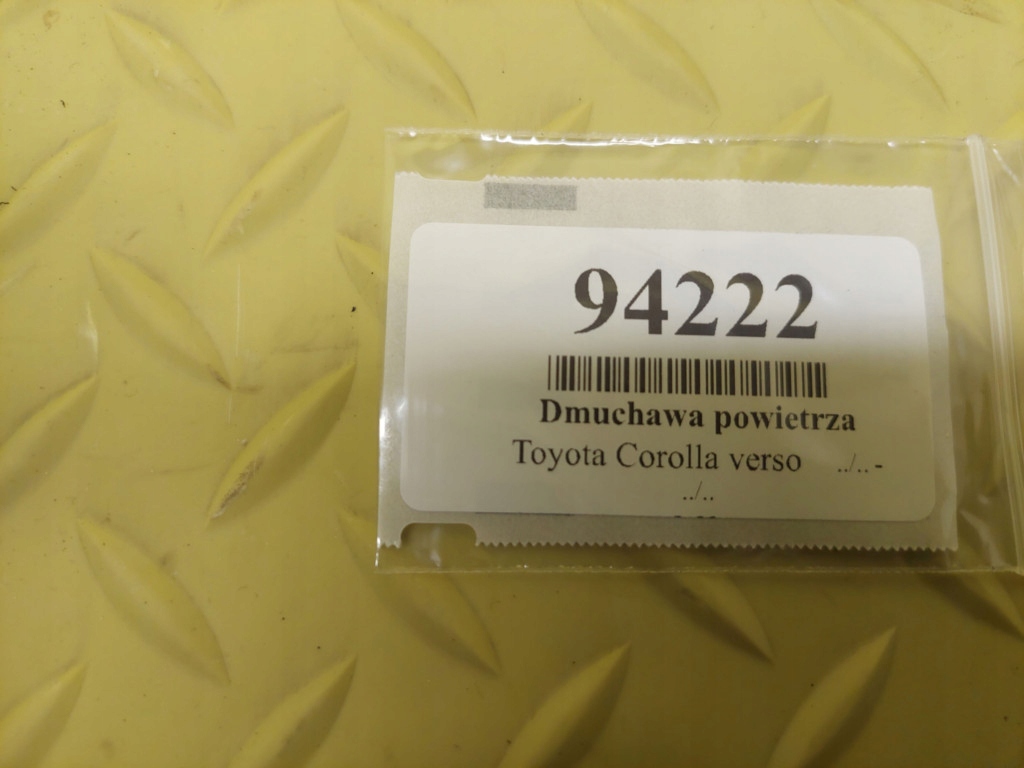 94222
Dmuchawa powietrza
Toyota Corolla verso ../.. -
../..